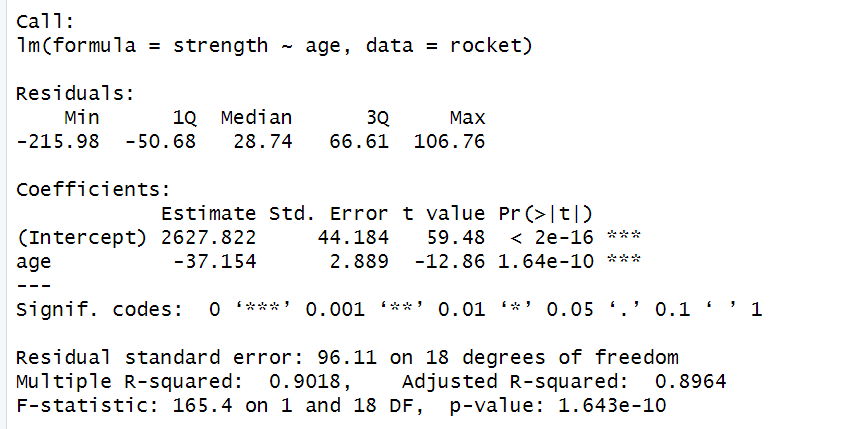 Call:
lm(formula = strength ~ age, data = rocket)
Residuals:
    Min      1Q  Median      3Q     Max
-215.98  -50.68   28.74   66.61  106.76
Coefficients:
            Estimate Std. Error t value Pr(>|t|)
(Intercept) 2627.822     44.184   59.48  < 2e-16 ***
age          -37.154      2.889  -12.86 1.64e-10 ***
---
Signif. codes:  0 ‘***’ 0.001 ‘**’ 0.01 ‘*’ 0.05 ‘.’ 0.1 ‘ ’ 1
Residual standard error: 96.11 on 18 degrees of freedom
Multiple R-squared:  0.9018,    Adjusted R-squared:  0.8964
F-statistic: 165.4 on 1 and 18 DF,  p-value: 1.643e-10